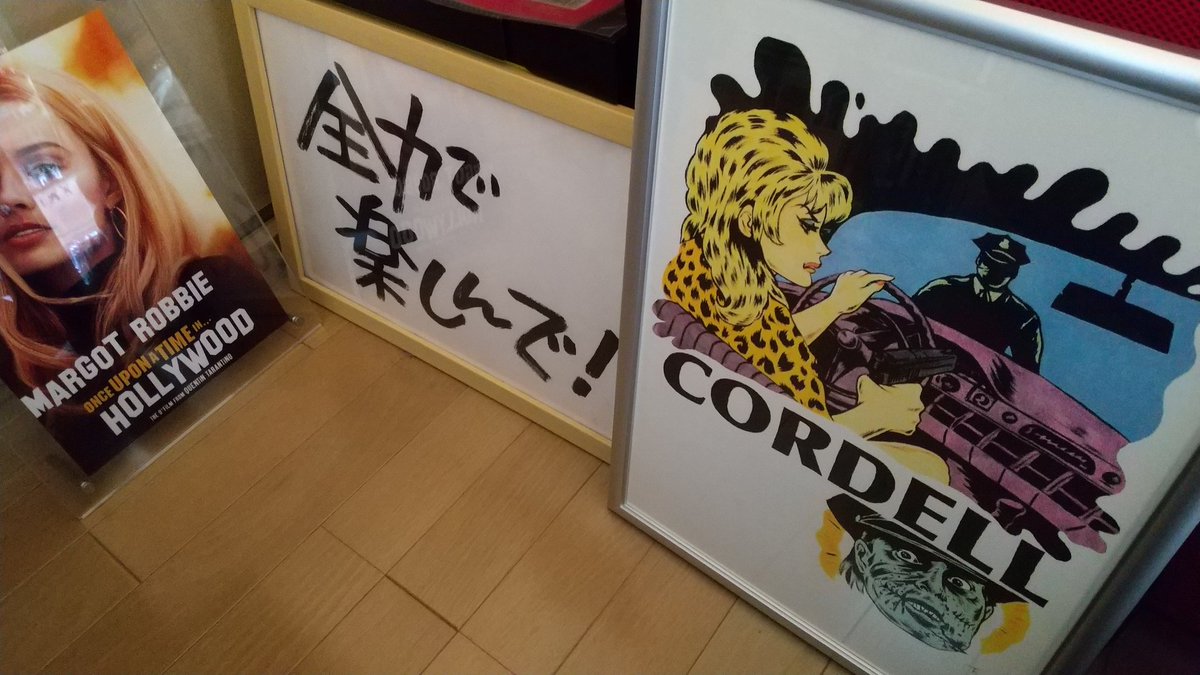 MARGOT ROBBIE
ONCE UPON A TIME IN...
HOLLYWOOD
THE 9TH FILM FROM QUENTIN TARANTINO
全力で
楽しんで!
CORDELL